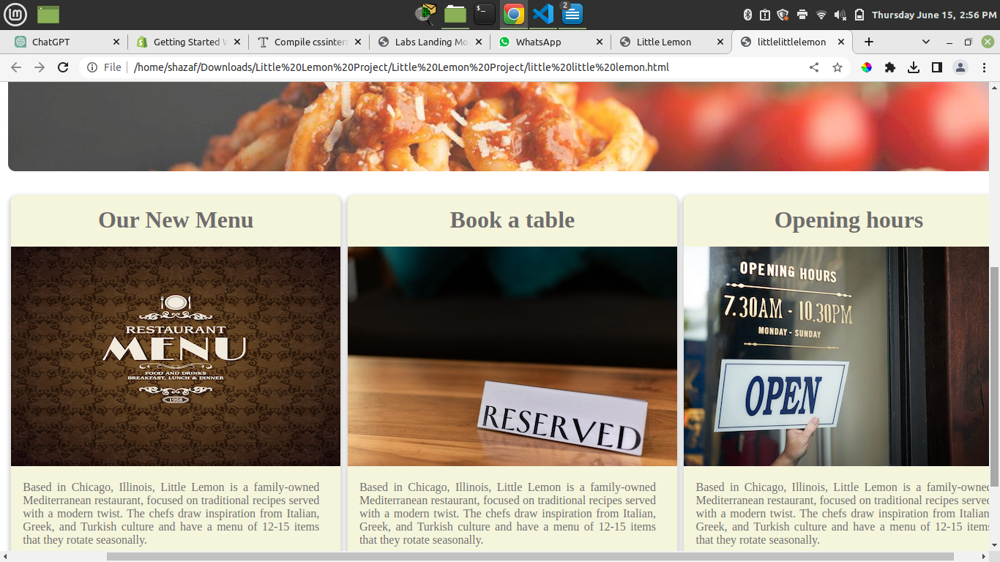 2
Thursday June 15, 2:56 PM
ChatGPT
Getting Started W
Compile cssintern
Labs Landing Mo
WhatsApp
Little Lemon
littlelittlelemon
File
/home/shazaf/Downloads/Little%20Lemon%20Project/Little%20Lemon%20Project/little%20little%20lemon.html
Our New Menu
RESTAURANT
MENU
FOOD AND DRINKS
BREAKFAST, LUNCH & DINNER
1958
Based in Chicago, Illinois, Little Lemon is a family-owned
Mediterranean restaurant, focused on traditional recipes served
with a modern twist. The chefs draw inspiration from Italian,
Greek, and Turkish culture and have a menu of 12-15 items
that they rotate seasonally.
Book a table
RESERVED
Based in Chicago, Illinois, Little Lemon is a family-owned
Mediterranean restaurant, focused on traditional recipes served
with a modern twist. The chefs draw inspiration from Italian,
Greek, and Turkish culture and have a menu of 12-15 items
that they rotate seasonally.
Opening hours
OPENING HOURS
7.30AM - 10.30PM
MONDAY - SUNDAY
OPEN
Based in Chicago, Illinois, Little Lemon is a family-owned
Mediterranean restaurant, focused on traditional recipes served
with a modern twist. The chefs draw inspiration from Italian,
Greek, and Turkish culture and have a menu of 12-15 items
that they rotate seasonally.